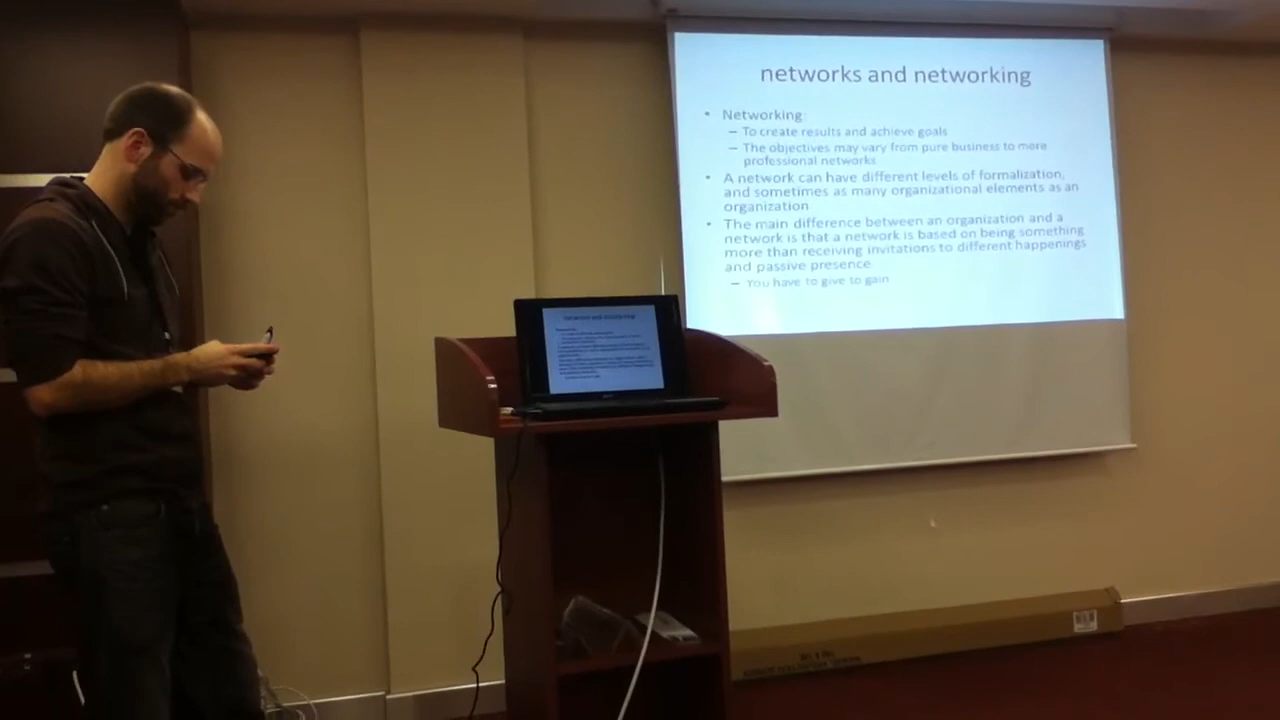 networks and networking
• Networking:
– To create results and achieve goals
– The objectives may vary from pure business to more
professional networks
• A network can have different levels of formalization,
and sometimes as many organizational elements as an
organization
• The main difference between an organization and a
network is that a network is based on being something
more than receiving invitations to different happenings
and passive presence
– You have to give to gain